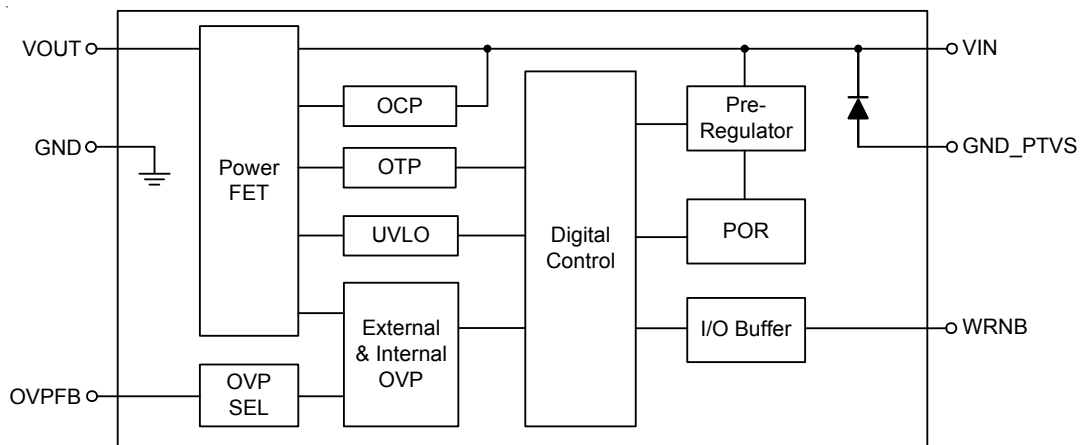 VOUT
VIN
OCP
Pre-
Regulator
GND
GND_PTVS
Power
FET
OTP
UVLO
Digital
Control
POR
External
& Internal
OVP
I/O Buffer
WRNB
OVPFB
OVP
SEL